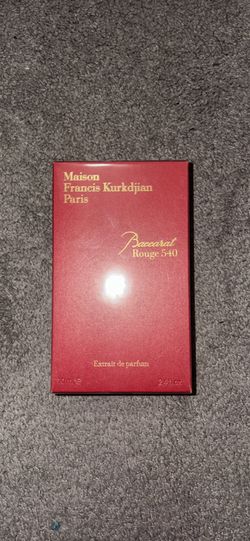 Maison
Francis Kurkdjian
Paris
Baccarat
Rouge 540
Extrait de parfum